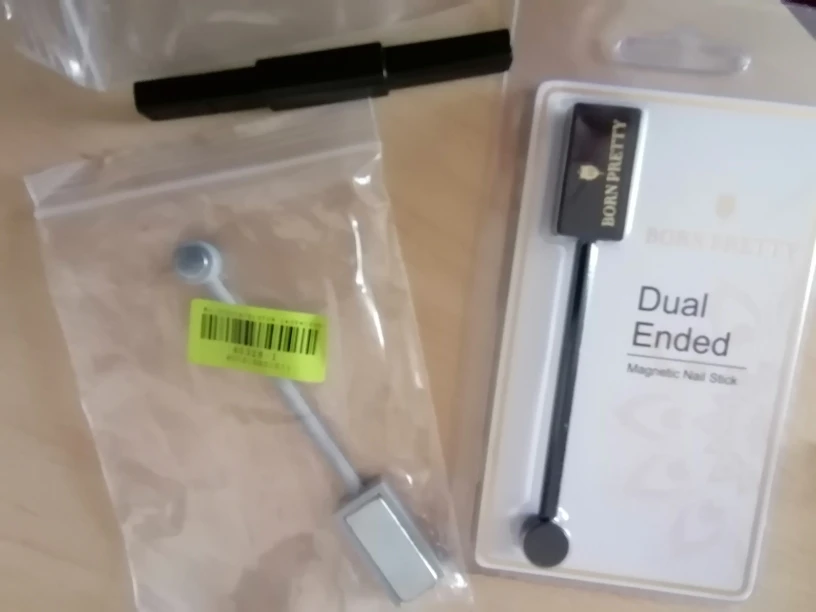 BORN PRETTY
BORN PRETTY
Dual
Ended
Magnetic Nail Stick